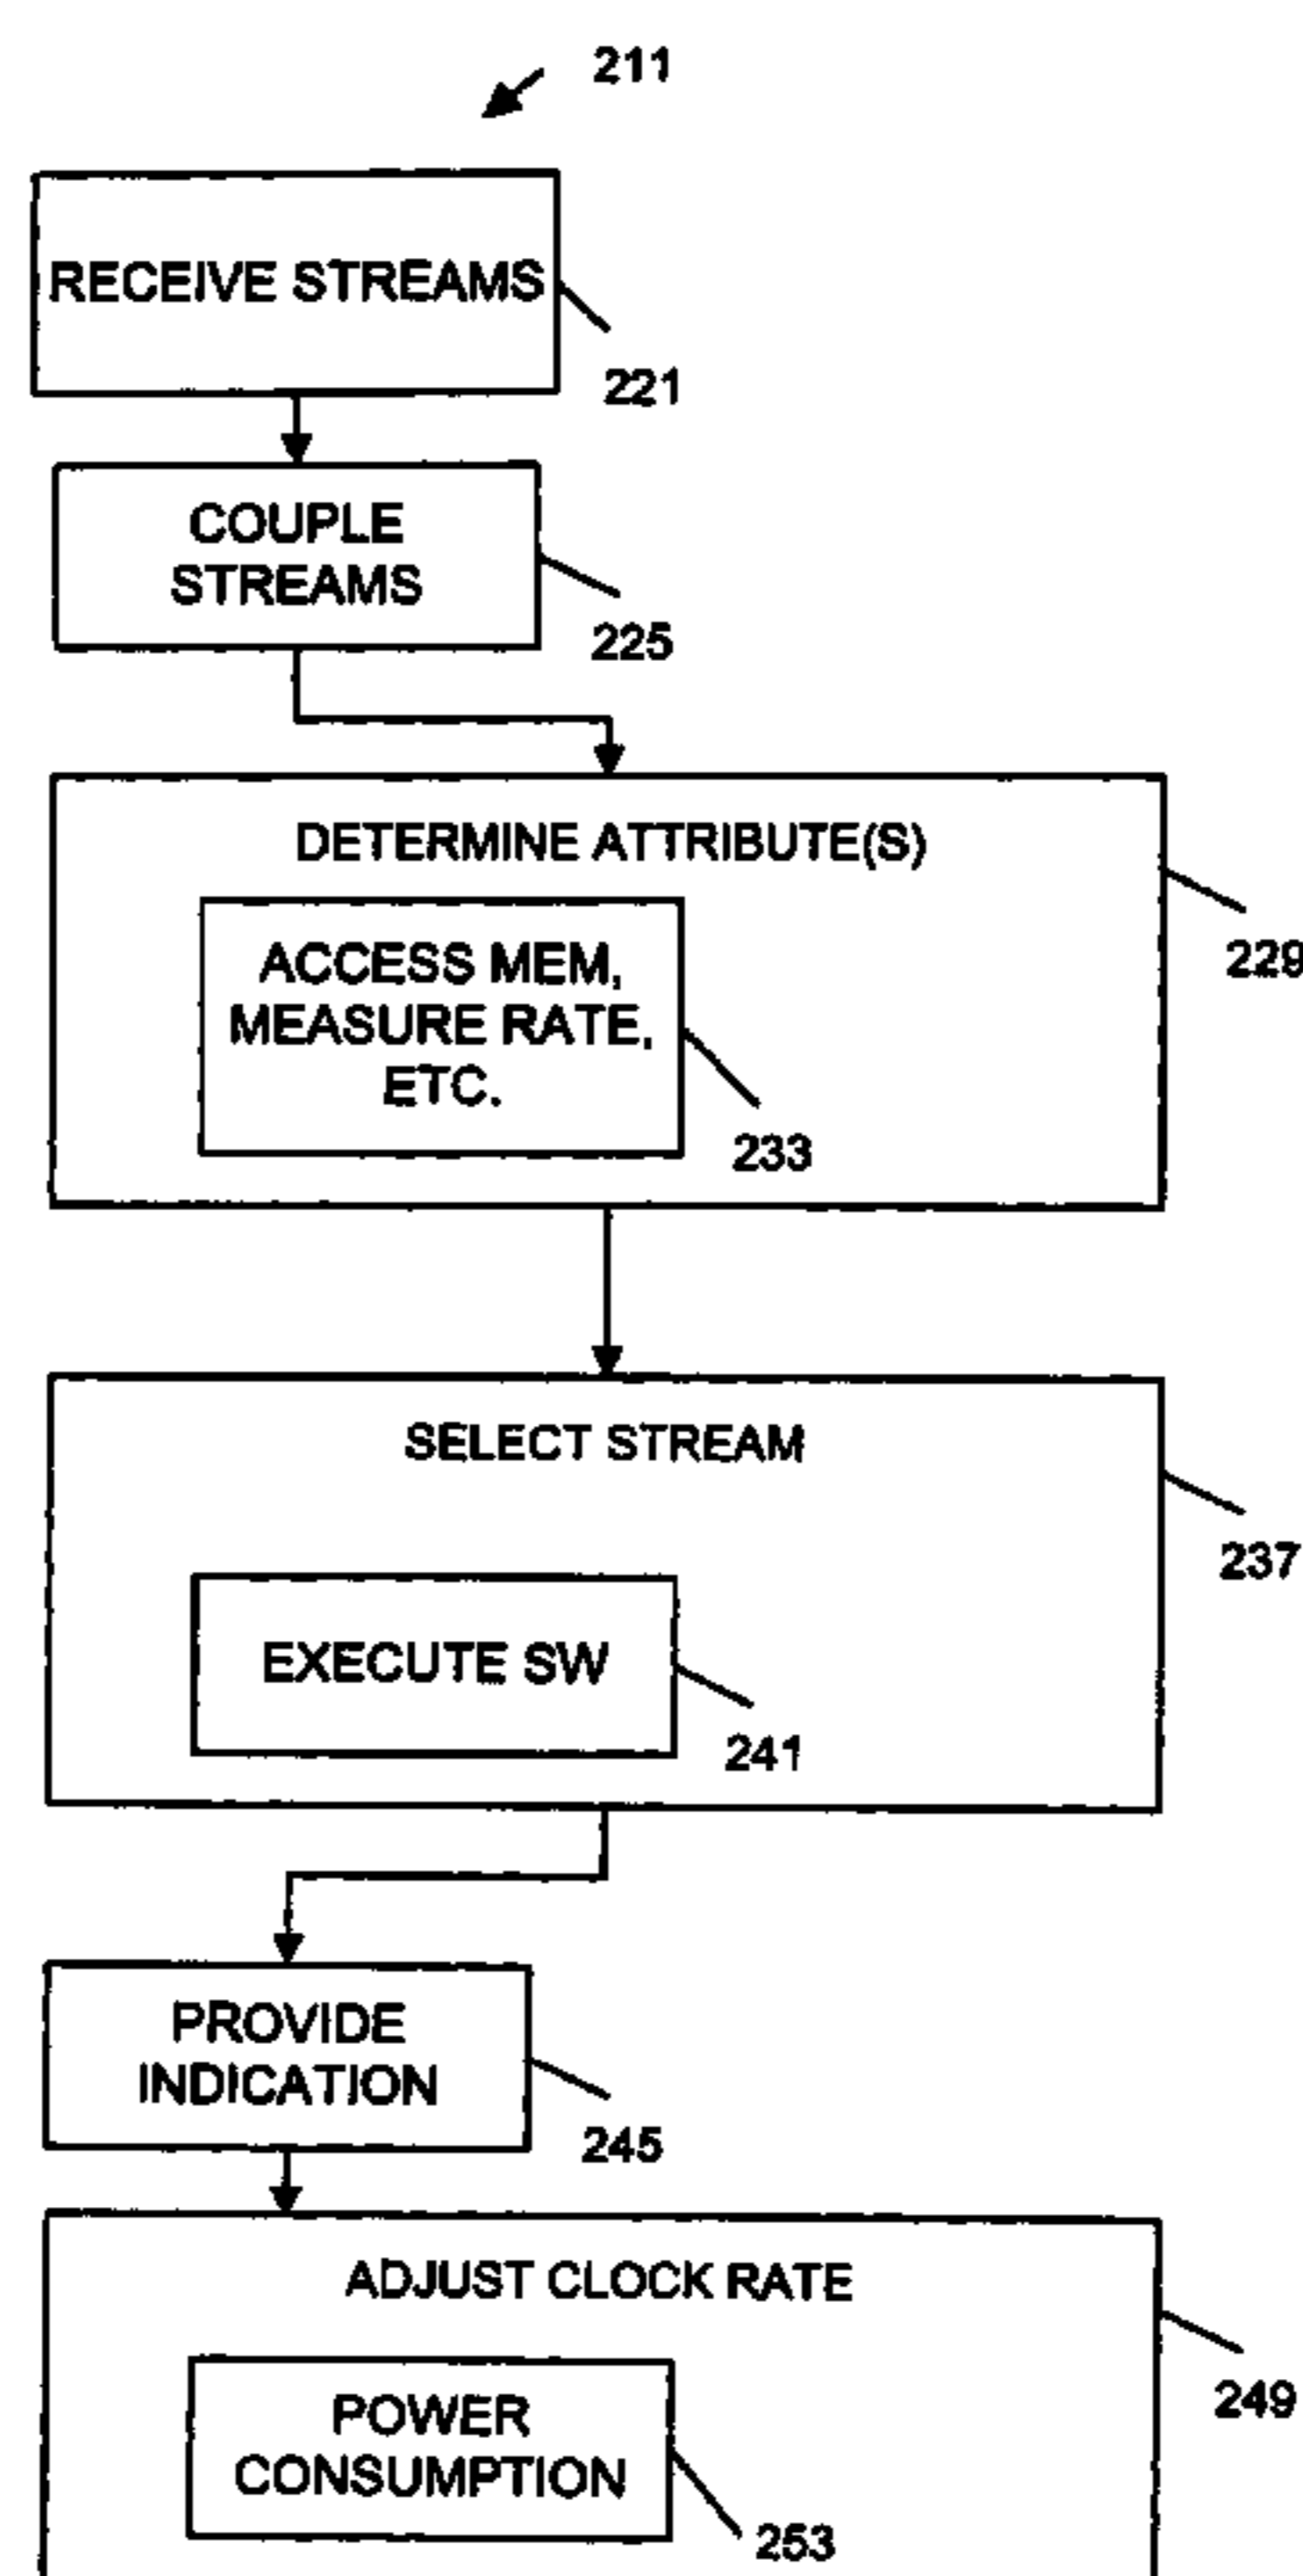 211
RECEIVE STREAMS
221
COUPLE
STREAMS
225
DETERMINE ATTRIBUTE(S)
229
ACCESS MEM,
MEASURE RATE,
ETC.
233
SELECT STREAM
237
EXECUTE SW
241
PROVIDE
INDICATION
245
ADJUST CLOCK RATE
249
POWER
CONSUMPTION
253